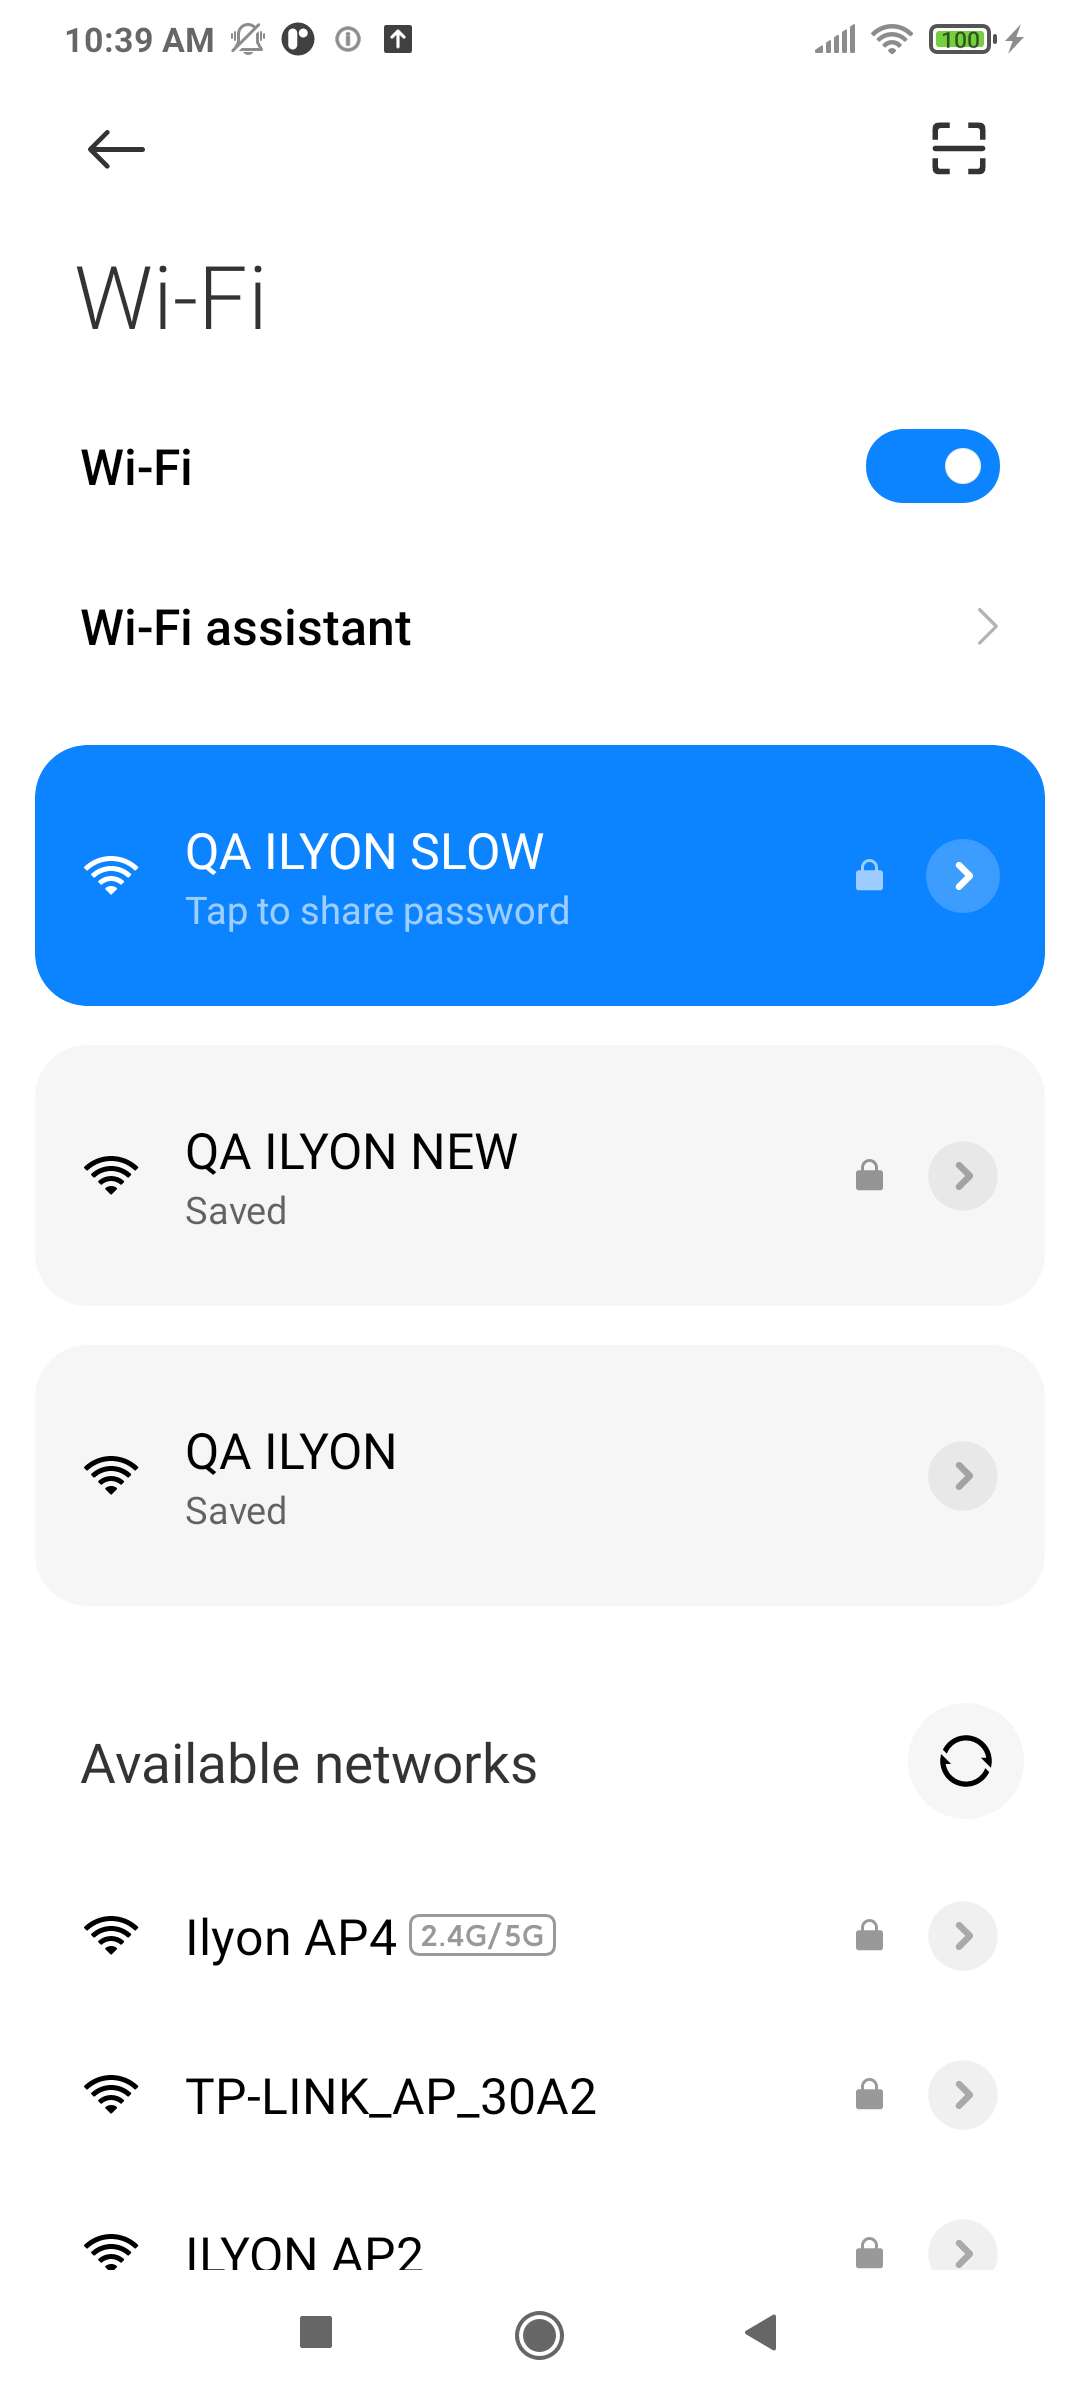 10:39 AM
100
Wi-Fi
Wi-Fi
Wi-Fi assistant
QA ILYON SLOW
Tap to share password
QA ILYON NEW
Saved
QA ILYON
Saved
Available networks
Ilyon AP4 2.4G/5G
TP-LINK_AP_30A2
ILYON AP2